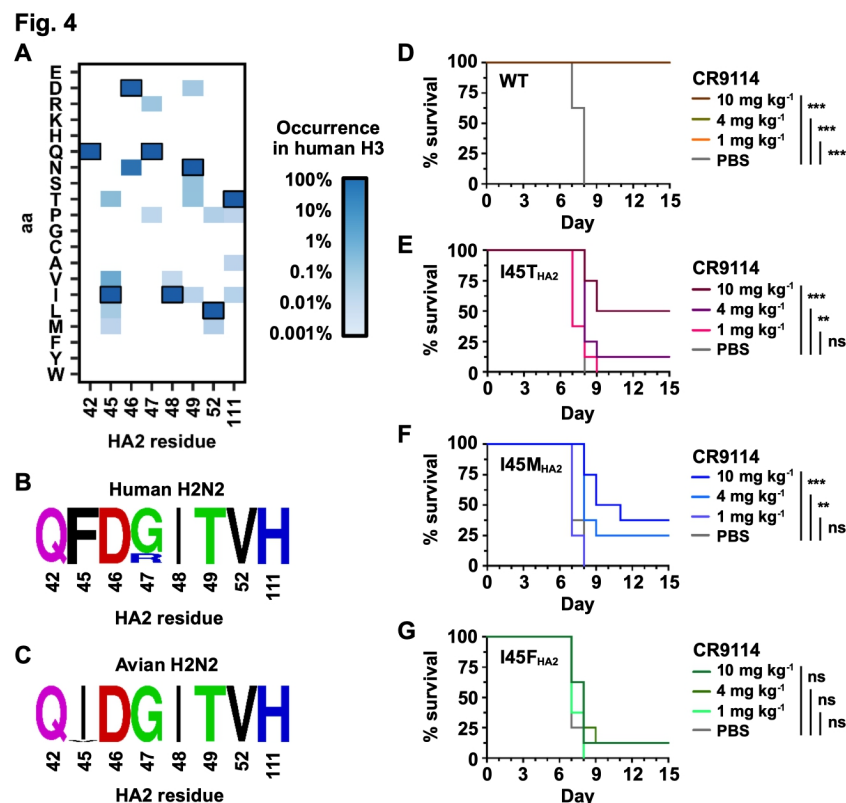 Fig. 4
A
E
D
R
K
H
Q
N
S
T
P
G
C
A
V
I
L
M
F
Y
W
aa
42
45
46
47
48
49
52
111
HA2 residue
Occurrence
in human H3
100%
10%
1%
0.1%
0.01%
0.001%
B
Human H2N2
QFDGITVH
R
42
45
46
47
48
49
52
111
HA2 residue
C
Avian H2N2
QIDGITVH
42
45
46
47
48
49
52
111
HA2 residue
D
WT
% survival
100
75
50
25
0
0 3 6 9 12 15
Day
CR9114
10 mg kg⁻¹
4 mg kg⁻¹
1 mg kg⁻¹
PBS
***
***
***
E
I45T_HA2
% survival
100
75
50
25
0
0 3 6 9 12 15
Day
CR9114
10 mg kg⁻¹
4 mg kg⁻¹
1 mg kg⁻¹
PBS
***
**
ns
F
I45M_HA2
% survival
100
75
50
25
0
0 3 6 9 12 15
Day
CR9114
10 mg kg⁻¹
4 mg kg⁻¹
1 mg kg⁻¹
PBS
***
**
ns
G
I45F_HA2
% survival
100
75
50
25
0
0 3 6 9 12 15
Day
CR9114
10 mg kg⁻¹
4 mg kg⁻¹
1 mg kg⁻¹
PBS
ns
ns
ns